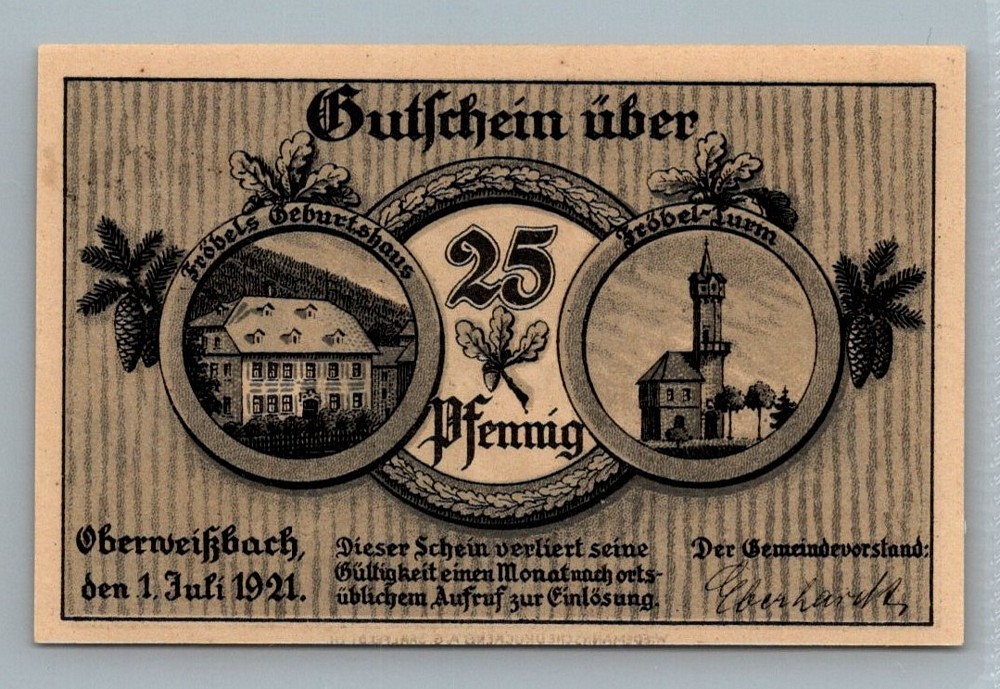 Gutschein über
Fröbels Geburtshaus
25
Pfennig
Fröbel-Turm
Oberweißbach,
den 1. Juli 1921.
Dieser Schein verliert seine
Gültigkeit einen Monat nach orts-
üblichem Aufruf zur Einlösung.
Der Gemeindevorstand:
Eberhardt,